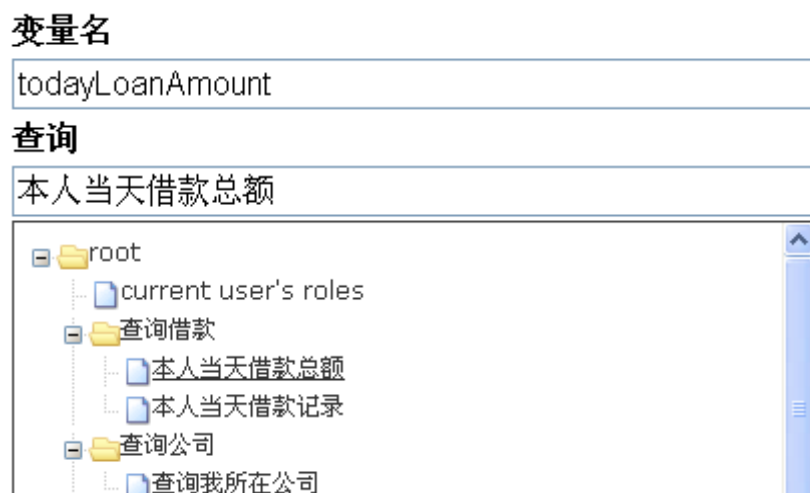 变量名
todayLoanAmount
查询
本人当天借款总额
root
current user's roles
查询借款
本人当天借款总额
本人当天借款记录
查询公司
查询我所在公司